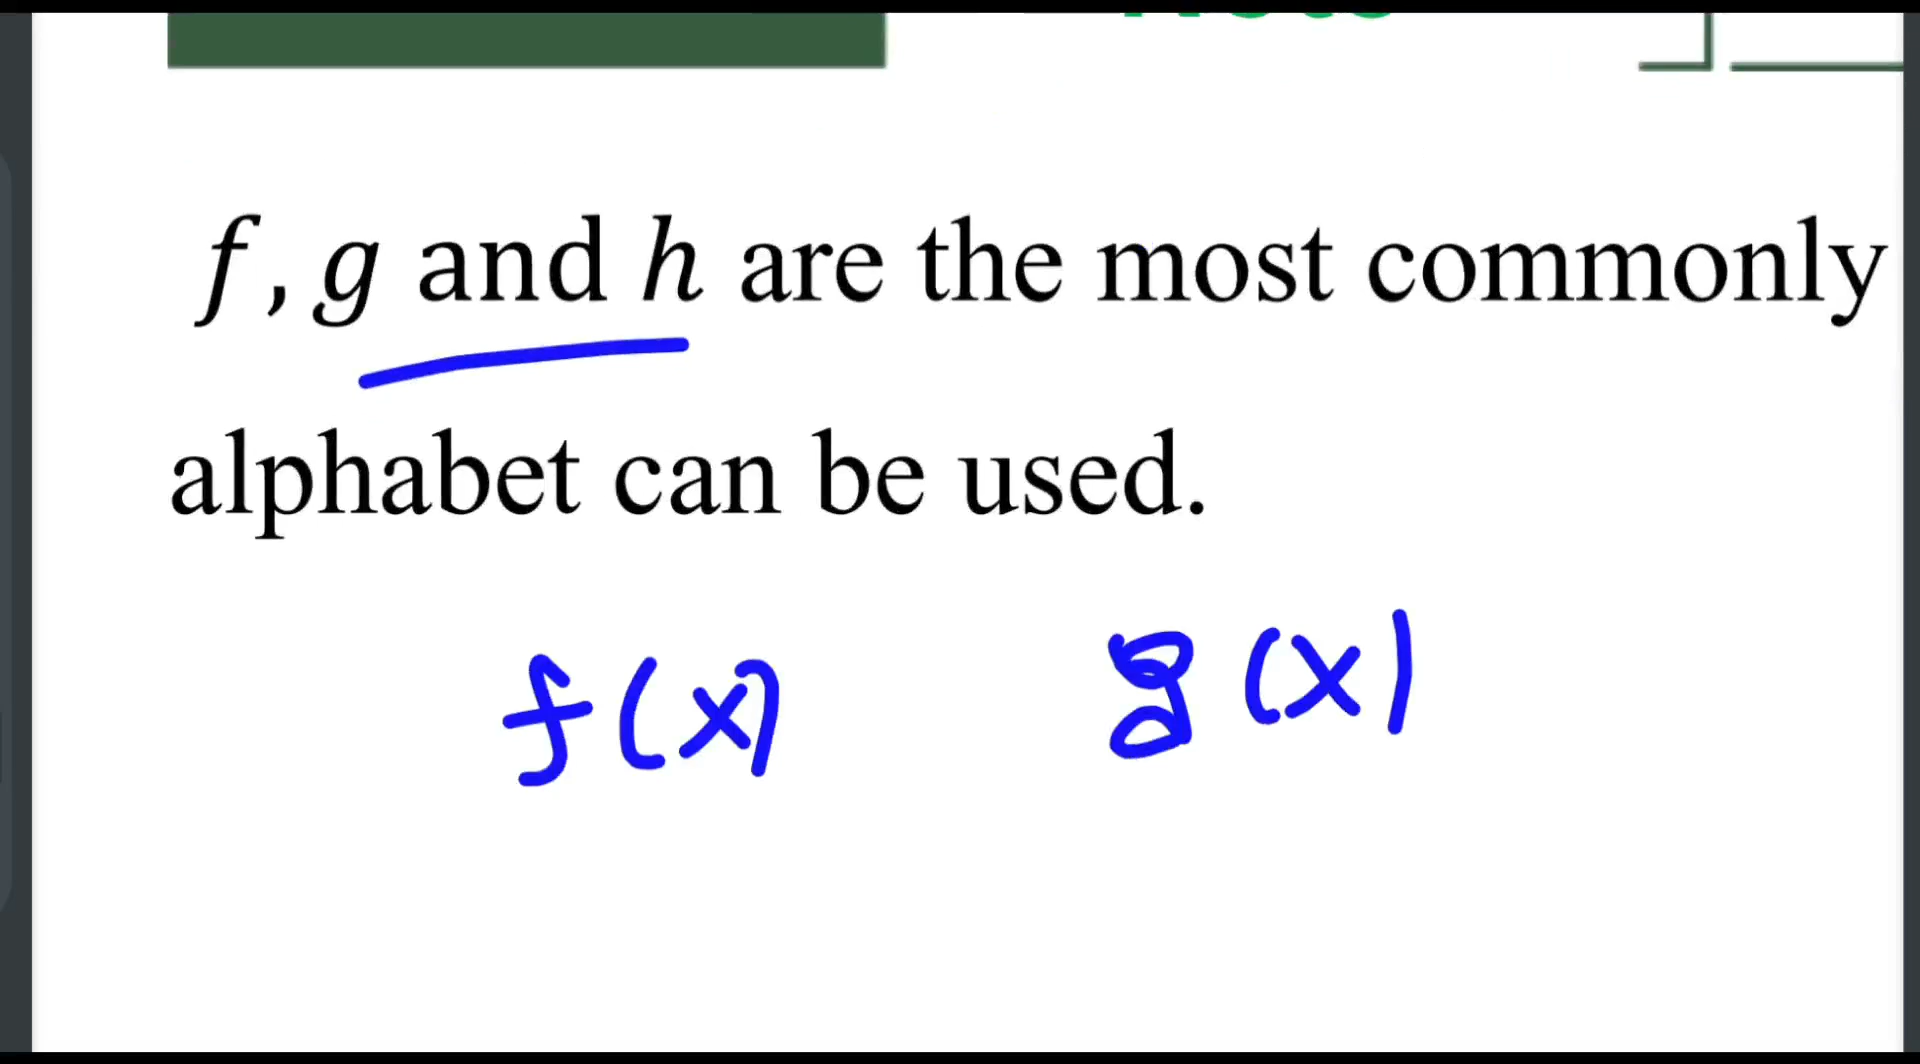 f, g and h are the most commonly
alphabet can be used.
f(x) g(x)